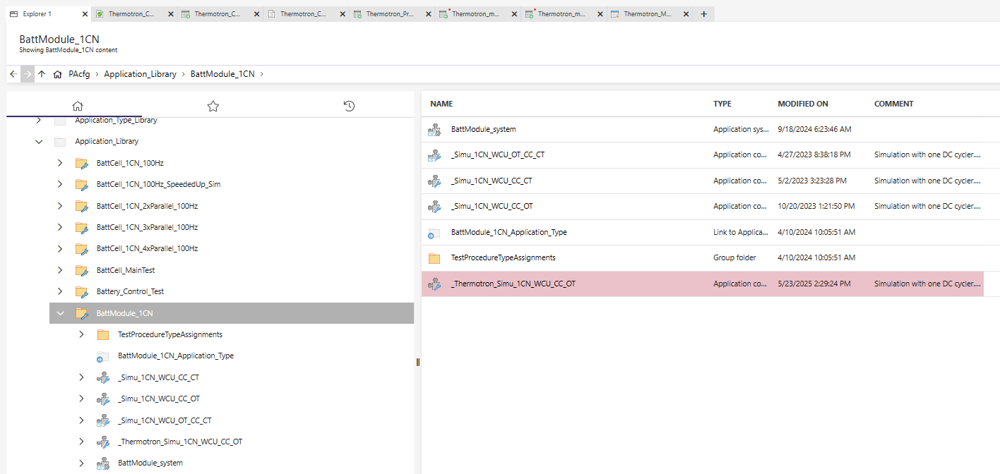 Explorer 1 Thermotron_C... Thermotron_C... Thermotron_C... Thermotron_Pr... Thermotron_m... Thermotron_m... Thermotron_M...
BattModule_1CN
Showing BattModule_1CN content
PAcfg > Application_Library > BattModule_1CN >
Application_Type_Library
Application_Library
BattCell_1CN_100Hz
BattCell_1CN_100Hz_SpeededUp_Sim
BattCell_1CN_2xParallel_100Hz
BattCell_1CN_3xParallel_100Hz
BattCell_1CN_4xParallel_100Hz
BattCell_MainTest
Battery_Control_Test
BattModule_1CN
TestProcedureTypeAssignments
BattModule_1CN_Application_Type
_Simu_1CN_WCU_CC_CT
_Simu_1CN_WCU_CC_OT
_Simu_1CN_WCU_OT_CC_CT
_Thermotron_Simu_1CN_WCU_CC_OT
BattModule_system
NAME TYPE MODIFIED ON COMMENT
BattModule_system Application sys... 9/18/2024 6:23:46 AM
_Simu_1CN_WCU_OT_CC_CT Application co... 4/27/2023 8:38:18 PM Simulation with one DC cycler....
_Simu_1CN_WCU_CC_CT Application co... 5/2/2023 3:23:28 PM Simulation with one DC cycler....
_Simu_1CN_WCU_CC_OT Application co... 10/20/2023 1:21:50 PM Simulation with one DC cycler....
BattModule_1CN_Application_Type Link to Applica... 4/10/2024 10:05:51 AM
TestProcedureTypeAssignments Group folder 4/10/2024 10:05:51 AM
_Thermotron_Simu_1CN_WCU_CC_OT Application co... 5/23/2025 2:29:24 PM Simulation with one DC cycler....